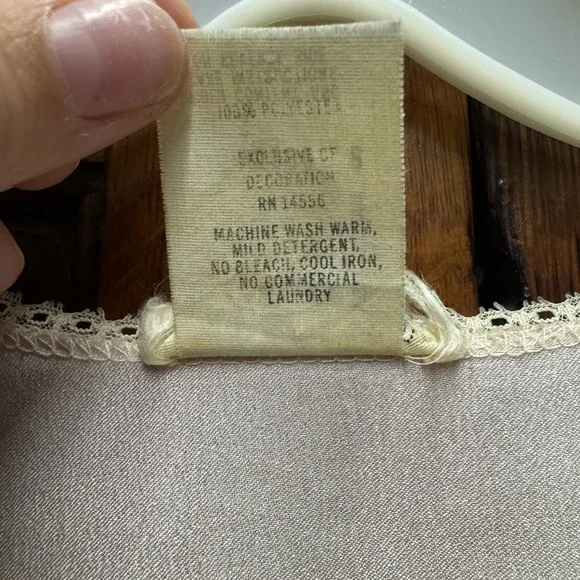 100% POLYESTER
EXCLUSIVE OF
DECORATION
RN 14556
MACHINE WASH WARM,
MILD DETERGENT,
NO BLEACH, COOL IRON,
NO COMMERCIAL
LAUNDRY